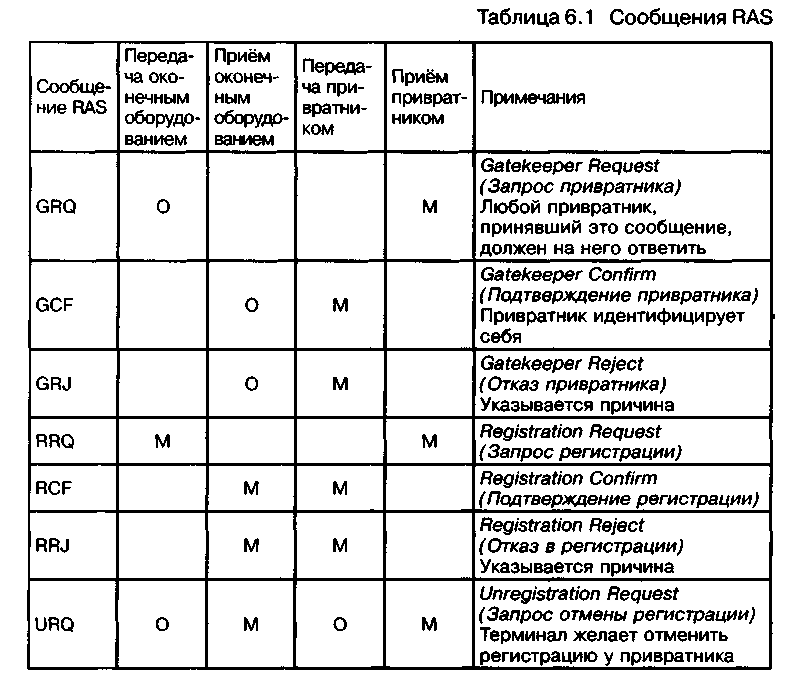 Таблица 6.1 Сообщения RAS
Сообще-
ние RAS
Переда-
ча око-
нечным
оборудо-
ванием
Приём
оконеч-
ным
оборудо-
ванием
Переда-
ча при-
вратни-
ком
Приём
приврат-
ником
Примечания
GRQ
O
M
Gatekeeper Request
(Запрос привратника)
Любой привратник,
принявший это сообщение,
должен на него ответить
GCF
O
M
Gatekeeper Confirm
(Подтверждение привратника)
Привратник идентифицирует
себя
GRJ
O
M
Gatekeeper Reject
(Отказ привратника)
Указывается причина
RRQ
M
M
Registration Request
(Запрос регистрации)
RCF
M
M
Registration Confirm
(Подтверждение регистрации)
RRJ
M
M
Registration Reject
(Отказ в регистрации)
Указывается причина
URQ
O
M
O
M
Unregistration Request
(Запрос отмены регистрации)
Терминал желает отменить
регистрацию у привратника